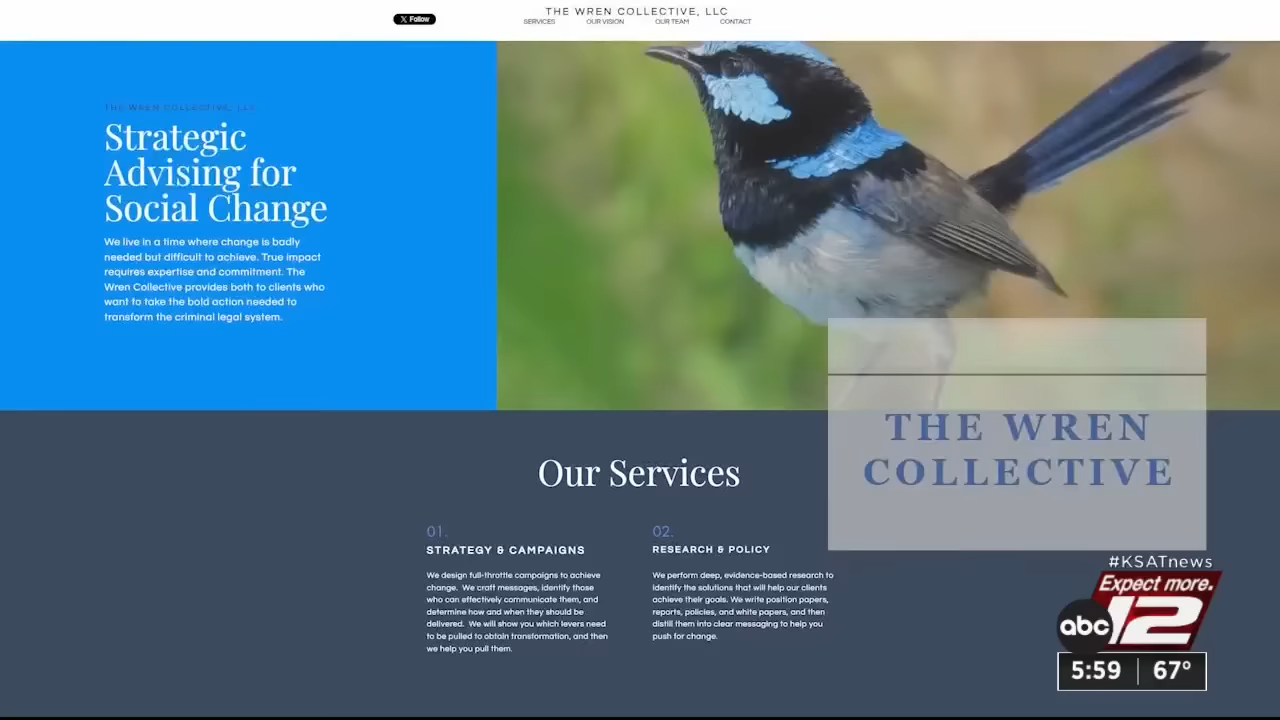 THE WREN COLLECTIVE, LLC
X Follow
SERVICES OUR VISION OUR TEAM CONTACT
THE WREN COLLECTIVE, LLC
Strategic
Advising for
Social Change
We live in a time where change is badly
needed but difficult to achieve. True impact
requires expertise and commitment. The
Wren Collective provides both to clients who
want to take the bold action needed to
transform the criminal legal system.
THE WREN
COLLECTIVE
Our Services
01.
STRATEGY & CAMPAIGNS
We design full-throttle campaigns to achieve
change. We craft messages, identify those
who can effectively communicate them, and
determine how and when they should be
delivered. We will show you which levers need
to be pulled to obtain transformation, and then
we help you pull them.
02.
RESEARCH & POLICY
We perform deep, evidence-based research to
identify the solutions that will help our clients
achieve their goals. We write position papers,
reports, policies, and white papers, and then
distill them into clear messaging to help you
push for change.
#KSATnews
Expect more.
abc 12
5:59 67°